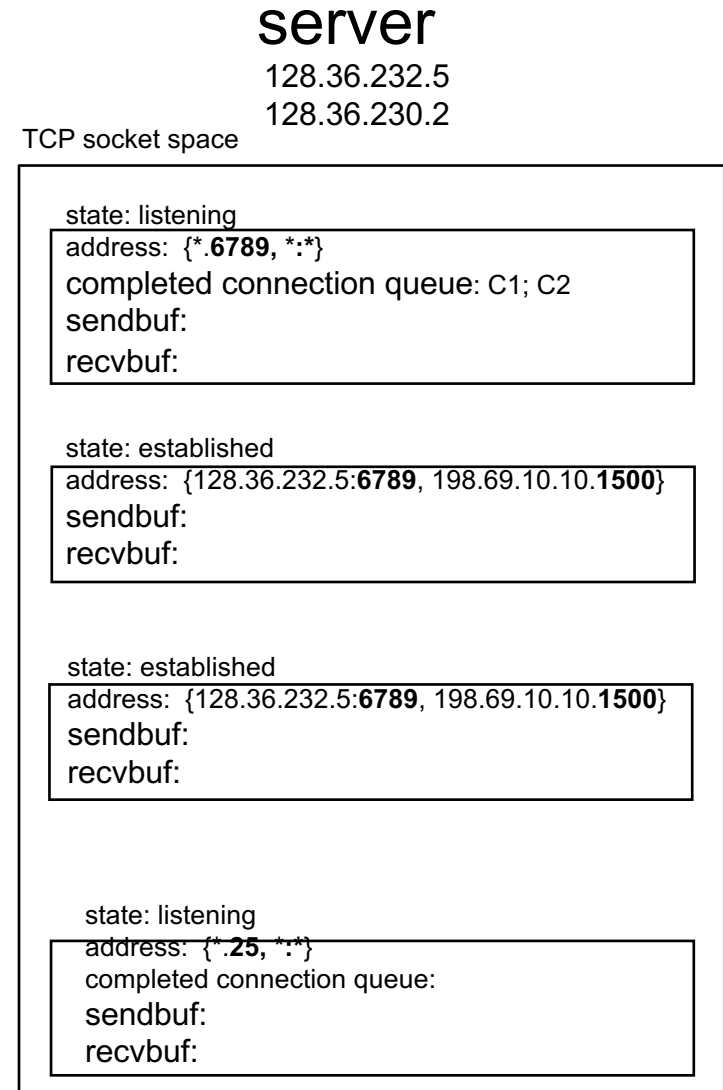 server
128.36.232.5
128.36.230.2
TCP socket space
state: listening
address: {*.6789, *:*}
completed connection queue: C1; C2
sendbuf:
recvbuf:
state: established
address: {128.36.232.5:6789, 198.69.10.10.1500}
sendbuf:
recvbuf:
state: established
address: {128.36.232.5:6789, 198.69.10.10.1500}
sendbuf:
recvbuf:
state: listening
address: {*.25, *:*}
completed connection queue:
sendbuf:
recvbuf: